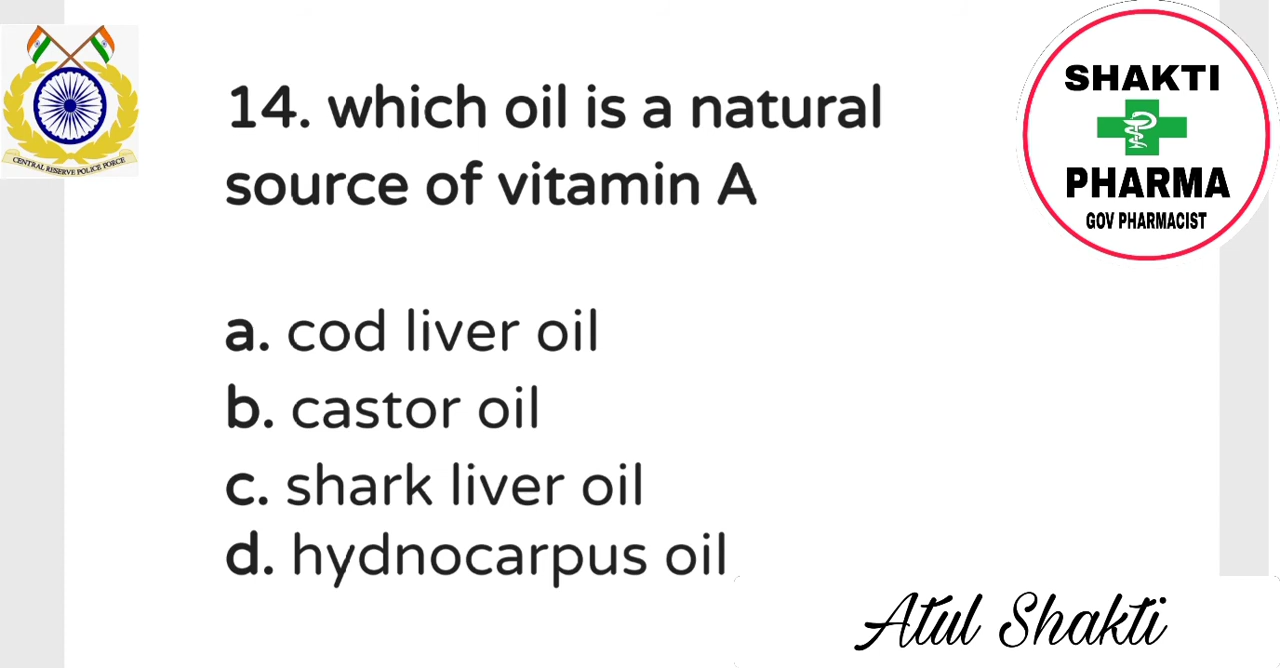 CENTRAL RESERVE POLICE FORCE
SHAKTI
PHARMA
GOV PHARMACIST
14. which oil is a natural
source of vitamin A
a. cod liver oil
b. castor oil
c. shark liver oil
d. hydnocarpus oil
Atul Shakti